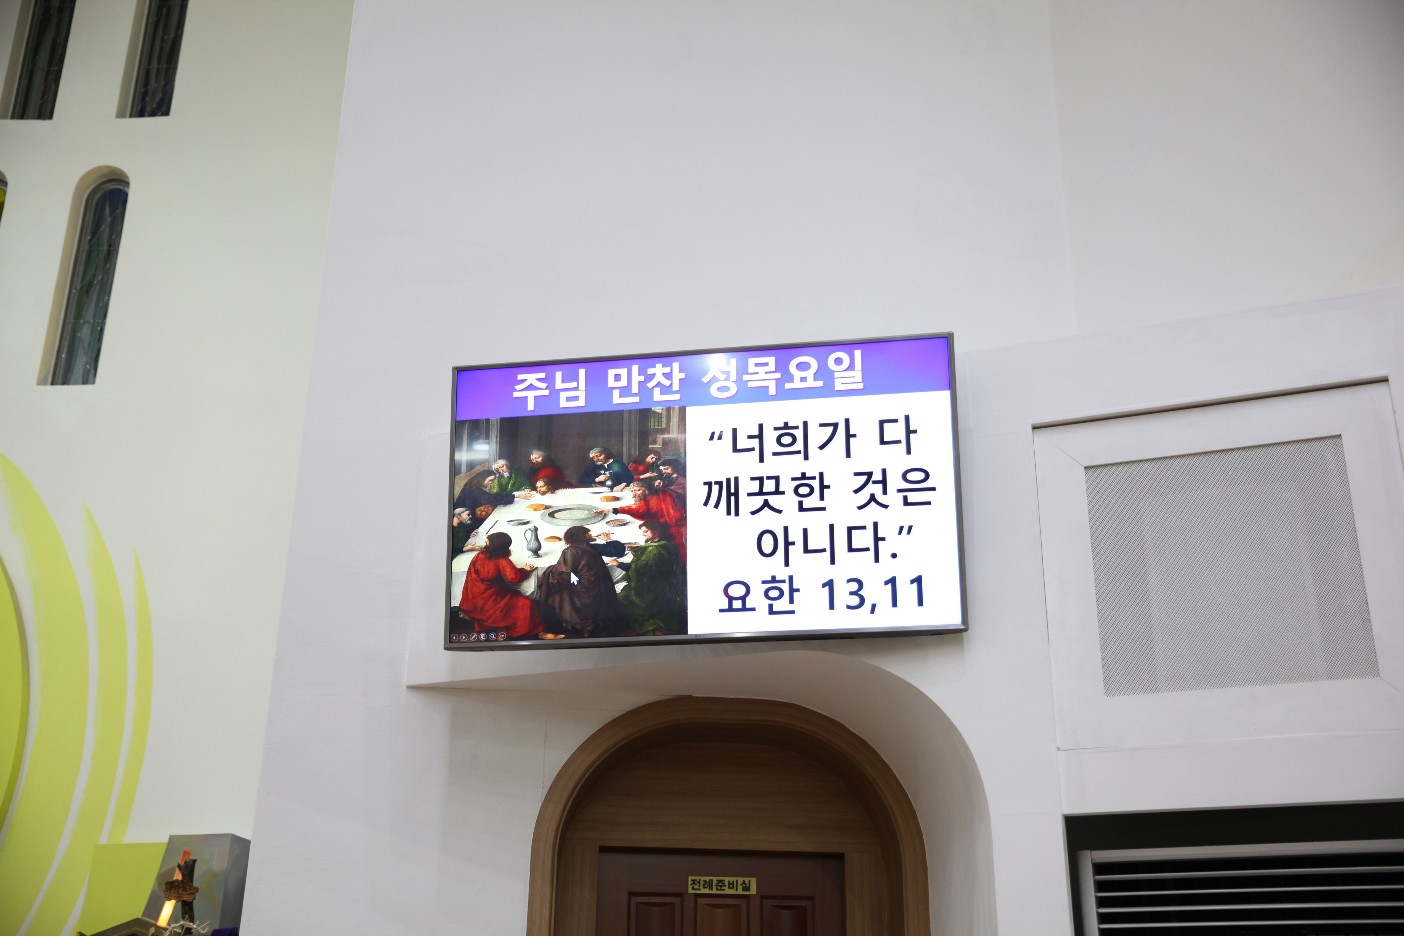 주님 만찬 성목요일
“너희가 다
깨끗한 것은
아니다.”
요한 13,11
전례준비실